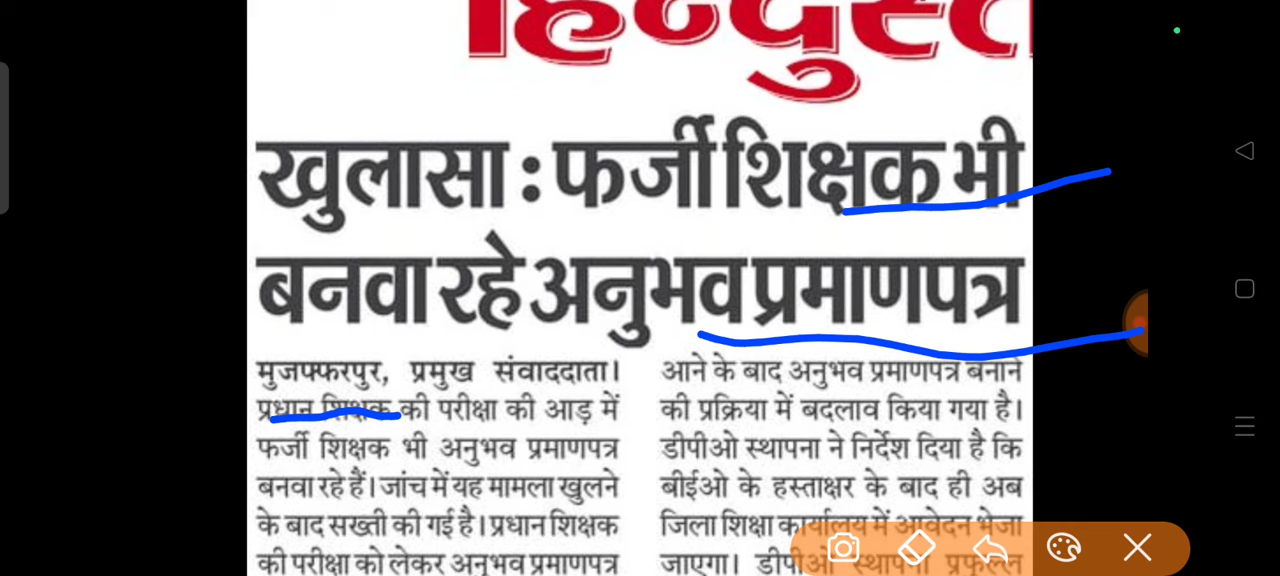 खुलासा : फर्जी शिक्षक भी
बनवा रहे अनुभव प्रमाणपत्र
मुजफ्फरपुर, प्रमुख संवाददाता।
प्रधान शिक्षक की परीक्षा की आड़ में
फर्जी शिक्षक भी अनुभव प्रमाणपत्र
बनवा रहे हैं। जांच में यह मामला खुलने
के बाद सख्ती की गई है। प्रधान शिक्षक
की परीक्षा को लेकर अनुभव प्रमाणपत्र
आने के बाद अनुभव प्रमाणपत्र बनाने
की प्रक्रिया में बदलाव किया गया है।
डीपीओ स्थापना ने निर्देश दिया है कि
बीईओ के हस्ताक्षर के बाद ही अब
जिला शिक्षा कार्यालय में आवेदन भेजा
जाएगा। डीपीओ स्थापना प्रफुल्ल